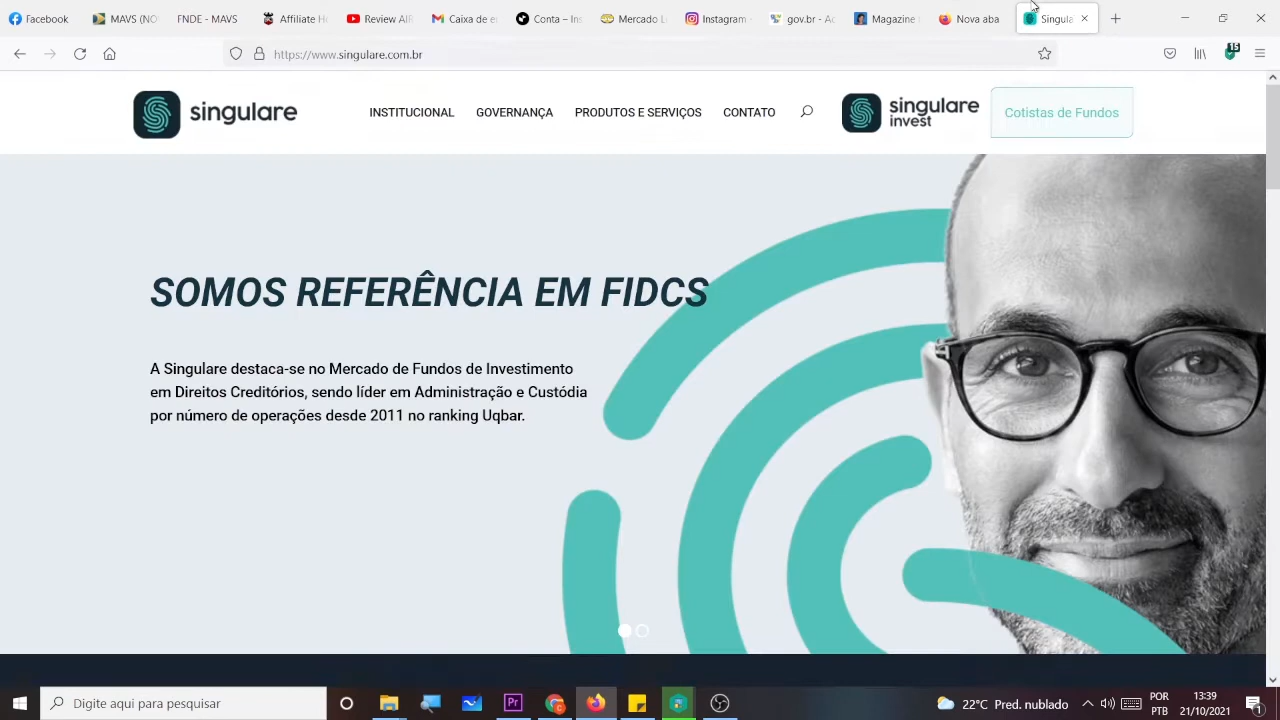 Facebook
MAVS (NO
FNDE - MAVS
Affiliate H
Review AIR
Caixa de e
Conta – Ins
Mercado L
Instagram
gov.br - Ac
Magazine
Nova aba
Singula
https://www.singulare.com.br
15
singulare
INSTITUCIONAL
GOVERNANÇA
PRODUTOS E SERVIÇOS
CONTATO
singulare
invest
Cotistas de Fundos
SOMOS REFERÊNCIA EM FIDCS
A Singulare destaca-se no Mercado de Fundos de Investimento
em Direitos Creditórios, sendo líder em Administração e Custódia
por número de operações desde 2011 no ranking Uqbar.
Digite aqui para pesquisar
Pr
22°C Pred. nublado
POR
PTB
13:39
21/10/2021
1